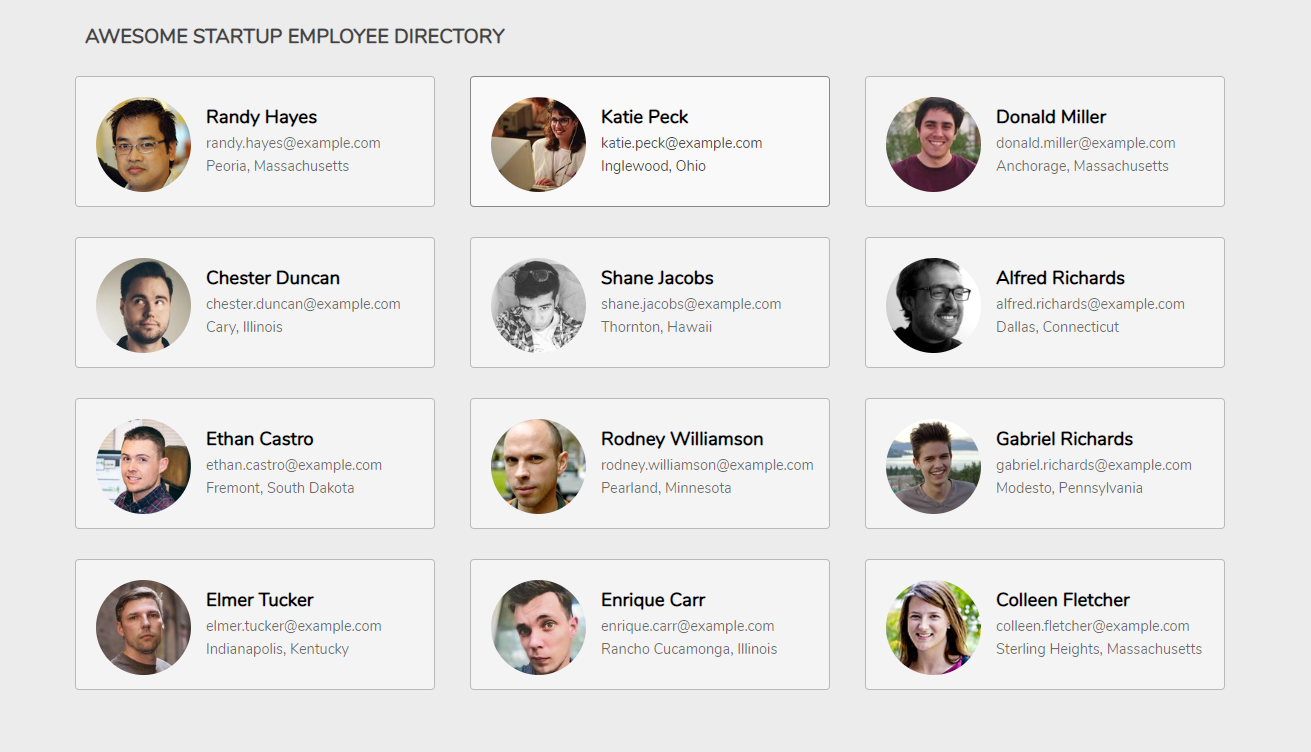 AWESOME STARTUP EMPLOYEE DIRECTORY
Randy Hayes
randy.hayes@example.com
Peoria, Massachusetts
Katie Peck
katie.peck@example.com
Inglewood, Ohio
Donald Miller
donald.miller@example.com
Anchorage, Massachusetts
Chester Duncan
chester.duncan@example.com
Cary, Illinois
Shane Jacobs
shane.jacobs@example.com
Thornton, Hawaii
Alfred Richards
alfred.richards@example.com
Dallas, Connecticut
Ethan Castro
ethan.castro@example.com
Fremont, South Dakota
Rodney Williamson
rodney.williamson@example.com
Pearland, Minnesota
Gabriel Richards
gabriel.richards@example.com
Modesto, Pennsylvania
Elmer Tucker
elmer.tucker@example.com
Indianapolis, Kentucky
Enrique Carr
enrique.carr@example.com
Rancho Cucamonga, Illinois
Colleen Fletcher
colleen.fletcher@example.com
Sterling Heights, Massachusetts